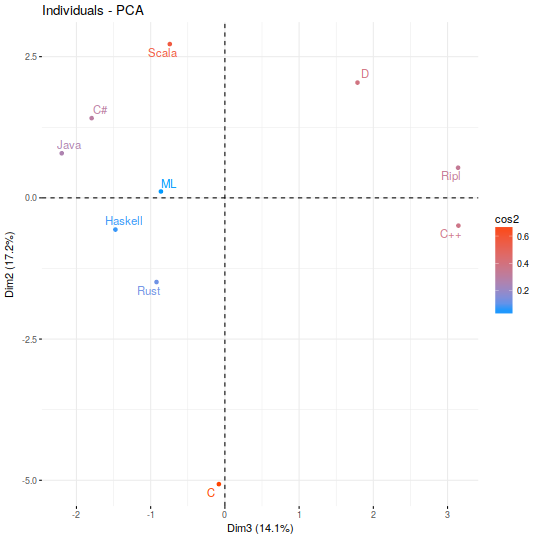 Individuals - PCA
Scala
D
C#
Java
Ripl
ML
Haskell
C++
Rust
C
2.5
0.0
-2.5
-5.0
-2
-1
0
1
2
3
Dim2 (17.2%)
Dim3 (14.1%)
cos2
0.6
0.4
0.2